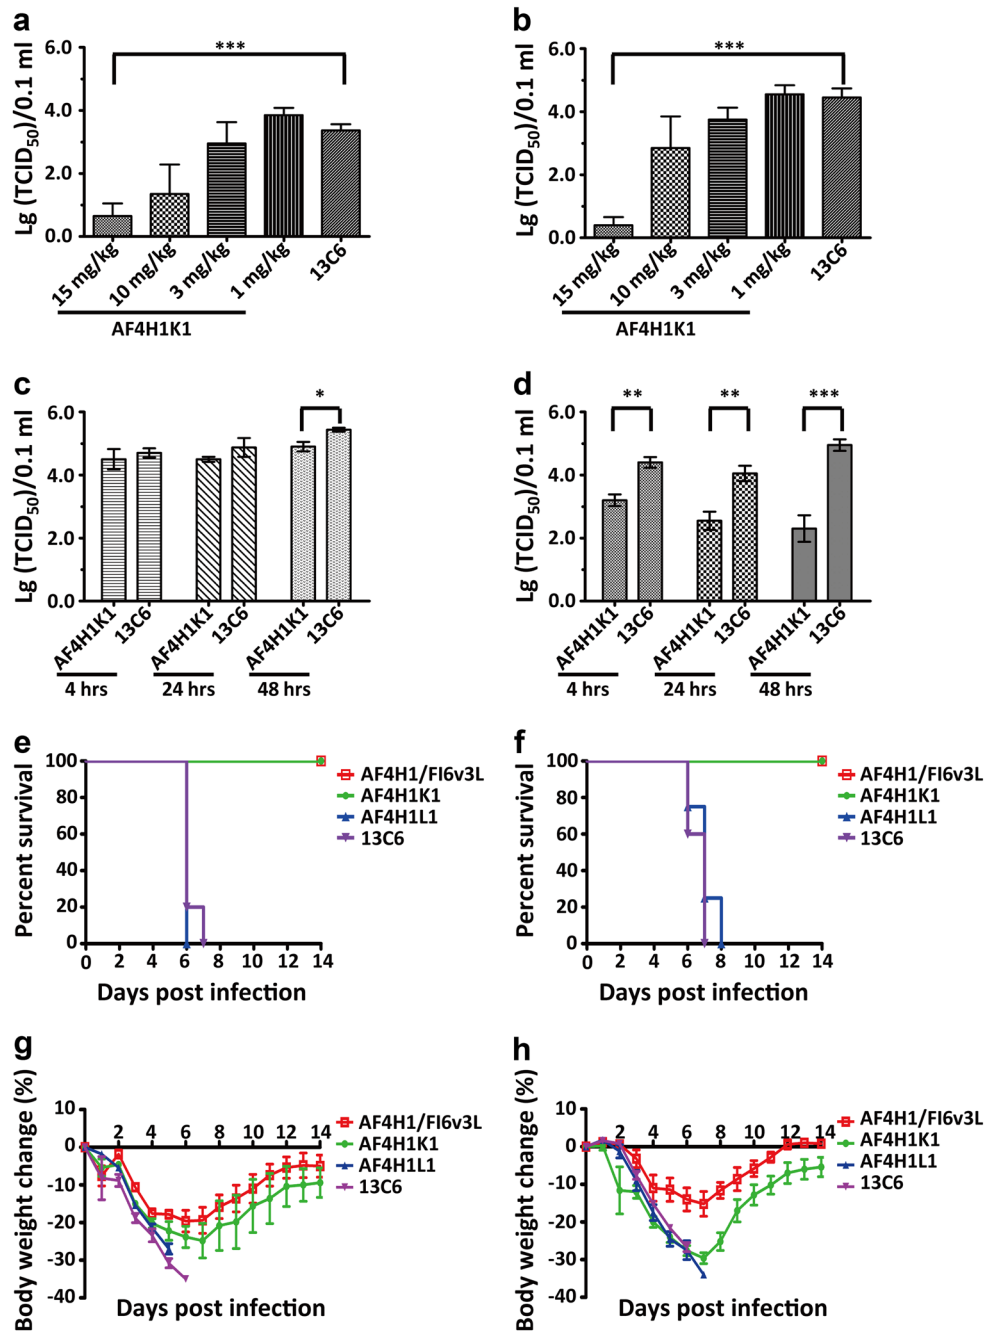 a
Lg (TCID50)/0.1 ml
6.0
4.0
2.0
0.0
***
15 mg/kg
10 mg/kg
3 mg/kg
1 mg/kg
13C6
AF4H1K1
b
Lg (TCID50)/0.1 ml
6.0
4.0
2.0
0.0
***
15 mg/kg
10 mg/kg
3 mg/kg
1 mg/kg
13C6
AF4H1K1
c
Lg (TCID50)/0.1 ml
6.0
4.0
2.0
0.0
*
AF4H1K1
13C6
AF4H1K1
13C6
AF4H1K1
13C6
4 hrs
24 hrs
48 hrs
d
Lg (TCID50)/0.1 ml
6.0
4.0
2.0
0.0
**
**
***
AF4H1K1
13C6
AF4H1K1
13C6
AF4H1K1
13C6
4 hrs
24 hrs
48 hrs
e
Percent survival
100
80
60
40
20
0
0 2 4 6 8 10 12 14
Days post infection
AF4H1/FI6v3L
AF4H1K1
AF4H1L1
13C6
f
Percent survival
100
80
60
40
20
0
0 2 4 6 8 10 12 14
Days post infection
AF4H1/FI6v3L
AF4H1K1
AF4H1L1
13C6
g
Body weight change (%)
10
0
-10
-20
-30
-40
2 4 6 8 10 12 14
Days post infection
AF4H1/FI6v3L
AF4H1K1
AF4H1L1
13C6
h
Body weight change (%)
10
0
-10
-20
-30
-40
2 4 6 8 10 12 14
Days post infection
AF4H1/FI6v3L
AF4H1K1
AF4H1L1
13C6